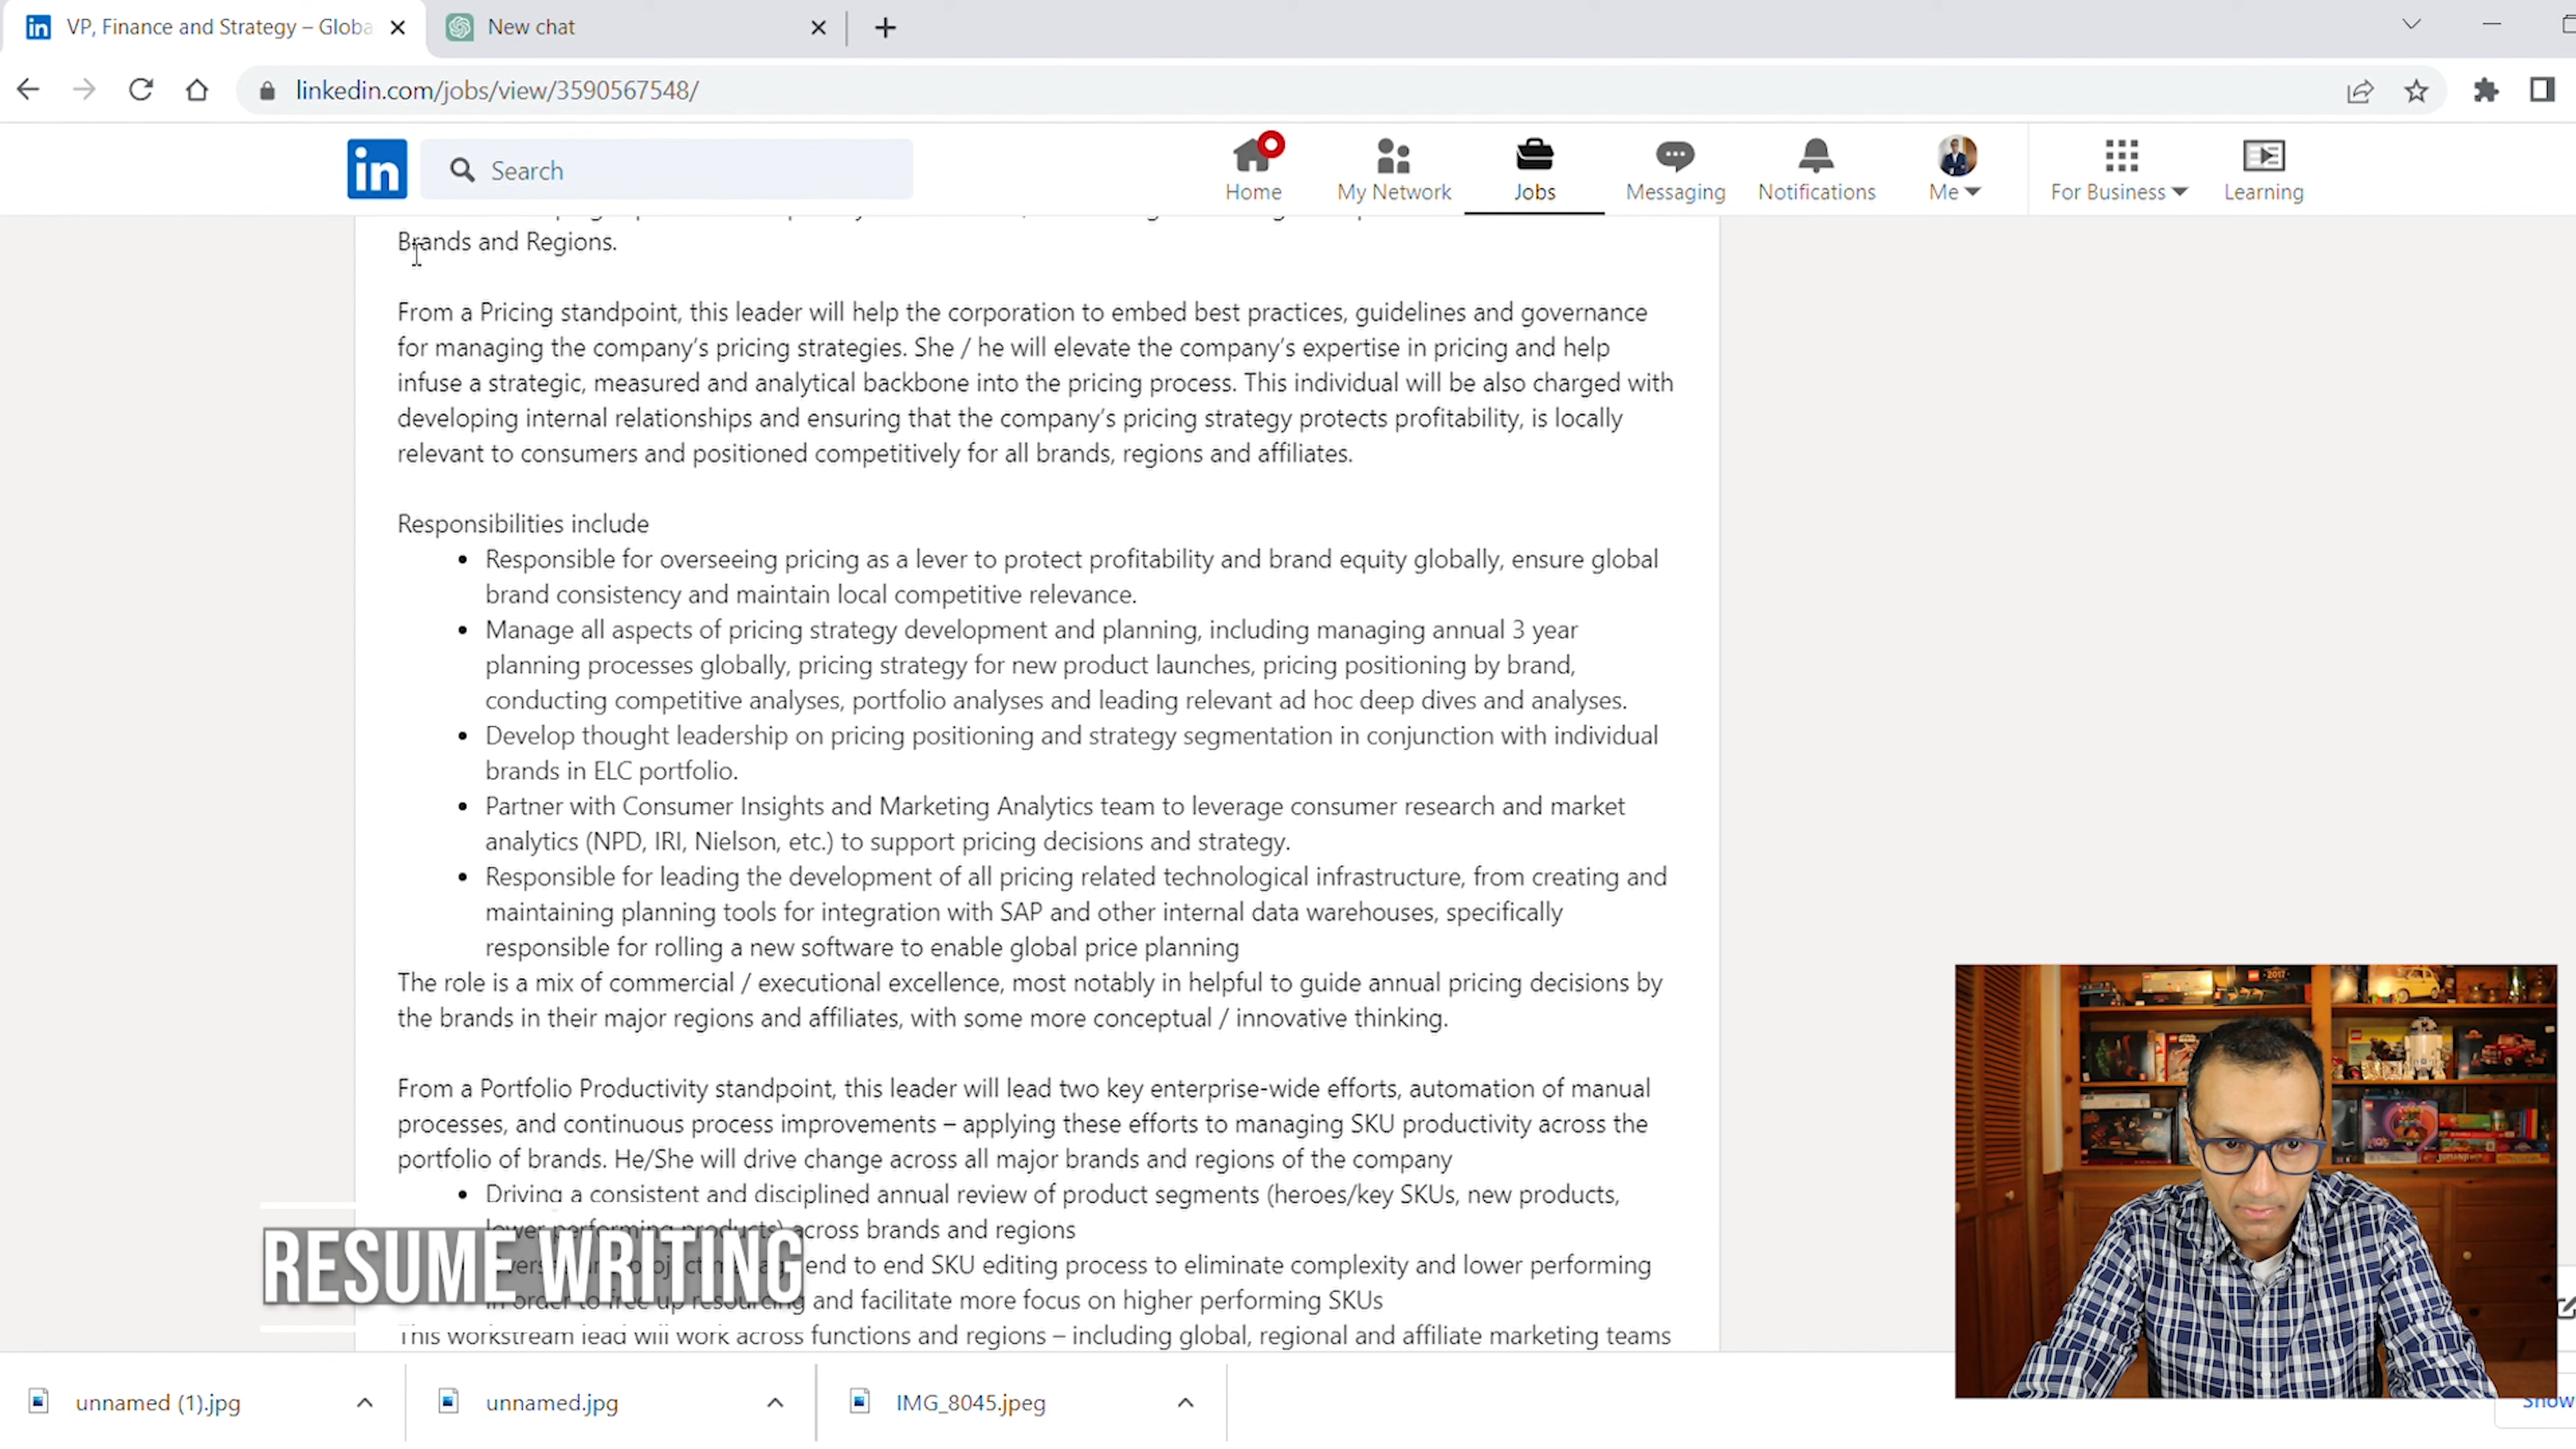 VP, Finance and Strategy – Globa
New chat
linkedin.com/jobs/view/3590567548/
in
Search
Home
My Network
Jobs
Messaging
Notifications
Me
For Business
Learning
Brands and Regions.
From a Pricing standpoint, this leader will help the corporation to embed best practices, guidelines and governance
for managing the company's pricing strategies. She / he will elevate the company's expertise in pricing and help
infuse a strategic, measured and analytical backbone into the pricing process. This individual will be also charged with
developing internal relationships and ensuring that the company's pricing strategy protects profitability, is locally
relevant to consumers and positioned competitively for all brands, regions and affiliates.
Responsibilities include
• Responsible for overseeing pricing as a lever to protect profitability and brand equity globally, ensure global
brand consistency and maintain local competitive relevance.
• Manage all aspects of pricing strategy development and planning, including managing annual 3 year
planning processes globally, pricing strategy for new product launches, pricing positioning by brand,
conducting competitive analyses, portfolio analyses and leading relevant ad hoc deep dives and analyses.
• Develop thought leadership on pricing positioning and strategy segmentation in conjunction with individual
brands in ELC portfolio.
• Partner with Consumer Insights and Marketing Analytics team to leverage consumer research and market
analytics (NPD, IRI, Nielson, etc.) to support pricing decisions and strategy.
• Responsible for leading the development of all pricing related technological infrastructure, from creating and
maintaining planning tools for integration with SAP and other internal data warehouses, specifically
responsible for rolling a new software to enable global price planning
The role is a mix of commercial / executional excellence, most notably in helpful to guide annual pricing decisions by
the brands in their major regions and affiliates, with some more conceptual / innovative thinking.
From a Portfolio Productivity standpoint, this leader will lead two key enterprise-wide efforts, automation of manual
processes, and continuous process improvements – applying these efforts to managing SKU productivity across the
portfolio of brands. He/She will drive change across all major brands and regions of the company
• Driving a consistent and disciplined annual review of product segments (heroes/key SKUs, new products,
lower performing products) across brands and regions
end to end SKU editing process to eliminate complexity and lower performing
in order to free up resourcing and facilitate more focus on higher performing SKUs
This workstream lead will work across functions and regions – including global, regional and affiliate marketing teams
RESUME WRITING
2017
unnamed (1).jpg
unnamed.jpg
IMG_8045.jpeg
Show